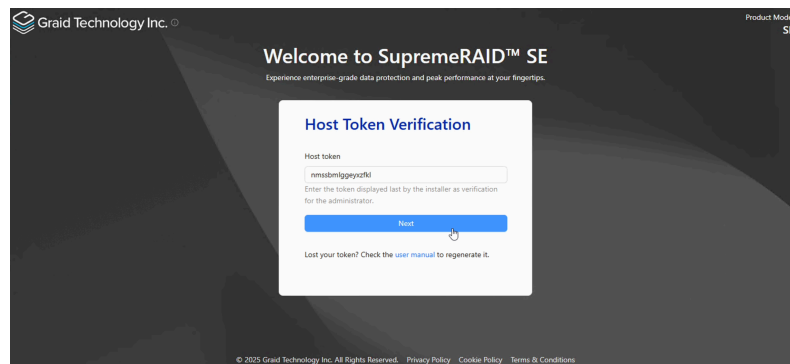 Graid Technology Inc.
Product Mode
Welcome to SupremeRAID™ SE
Experience enterprise-grade data protection and peak performance at your fingertips.
Host Token Verification
Host token
nmssbmlggeyxzfkl
Enter the token displayed last by the installer as verification
for the administrator.
Next
Lost your token? Check the user manual to regenerate it.
© 2025 Graid Technology Inc. All Rights Reserved. Privacy Policy Cookie Policy Terms & Conditions